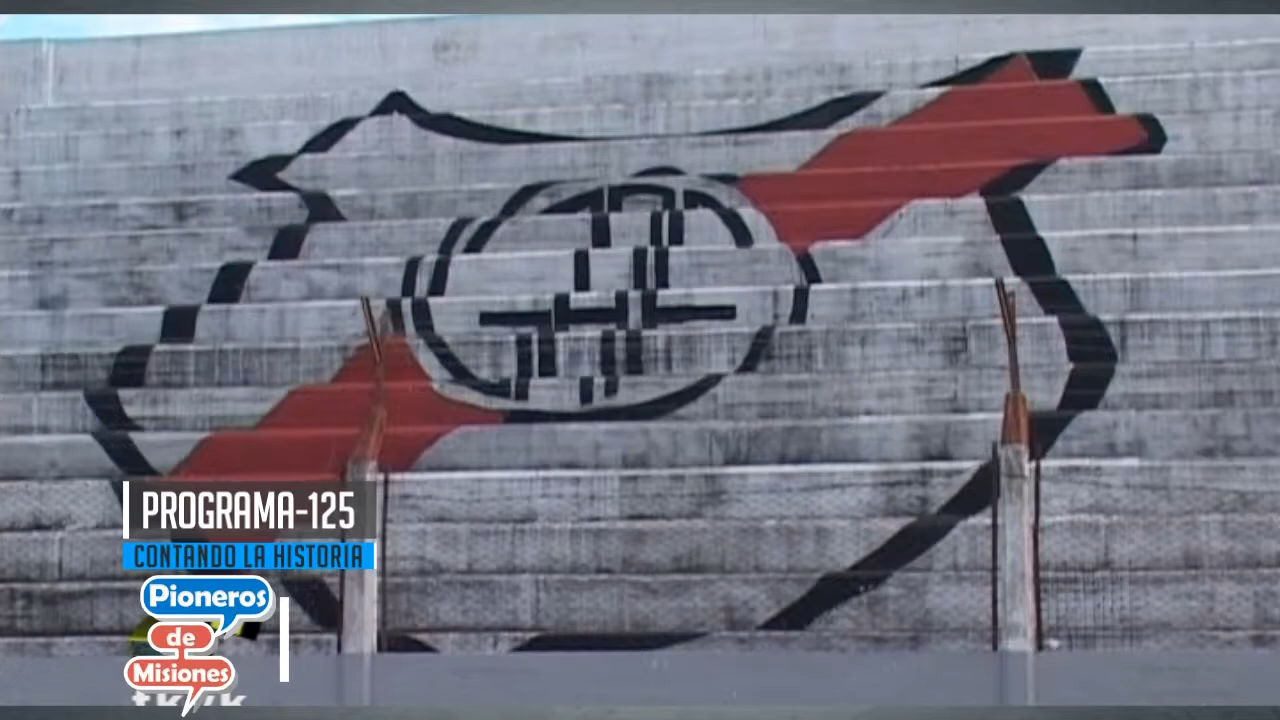 PROGRAMA-125
CONTANDO LA HISTORIA
Pioneros
de
Misiones